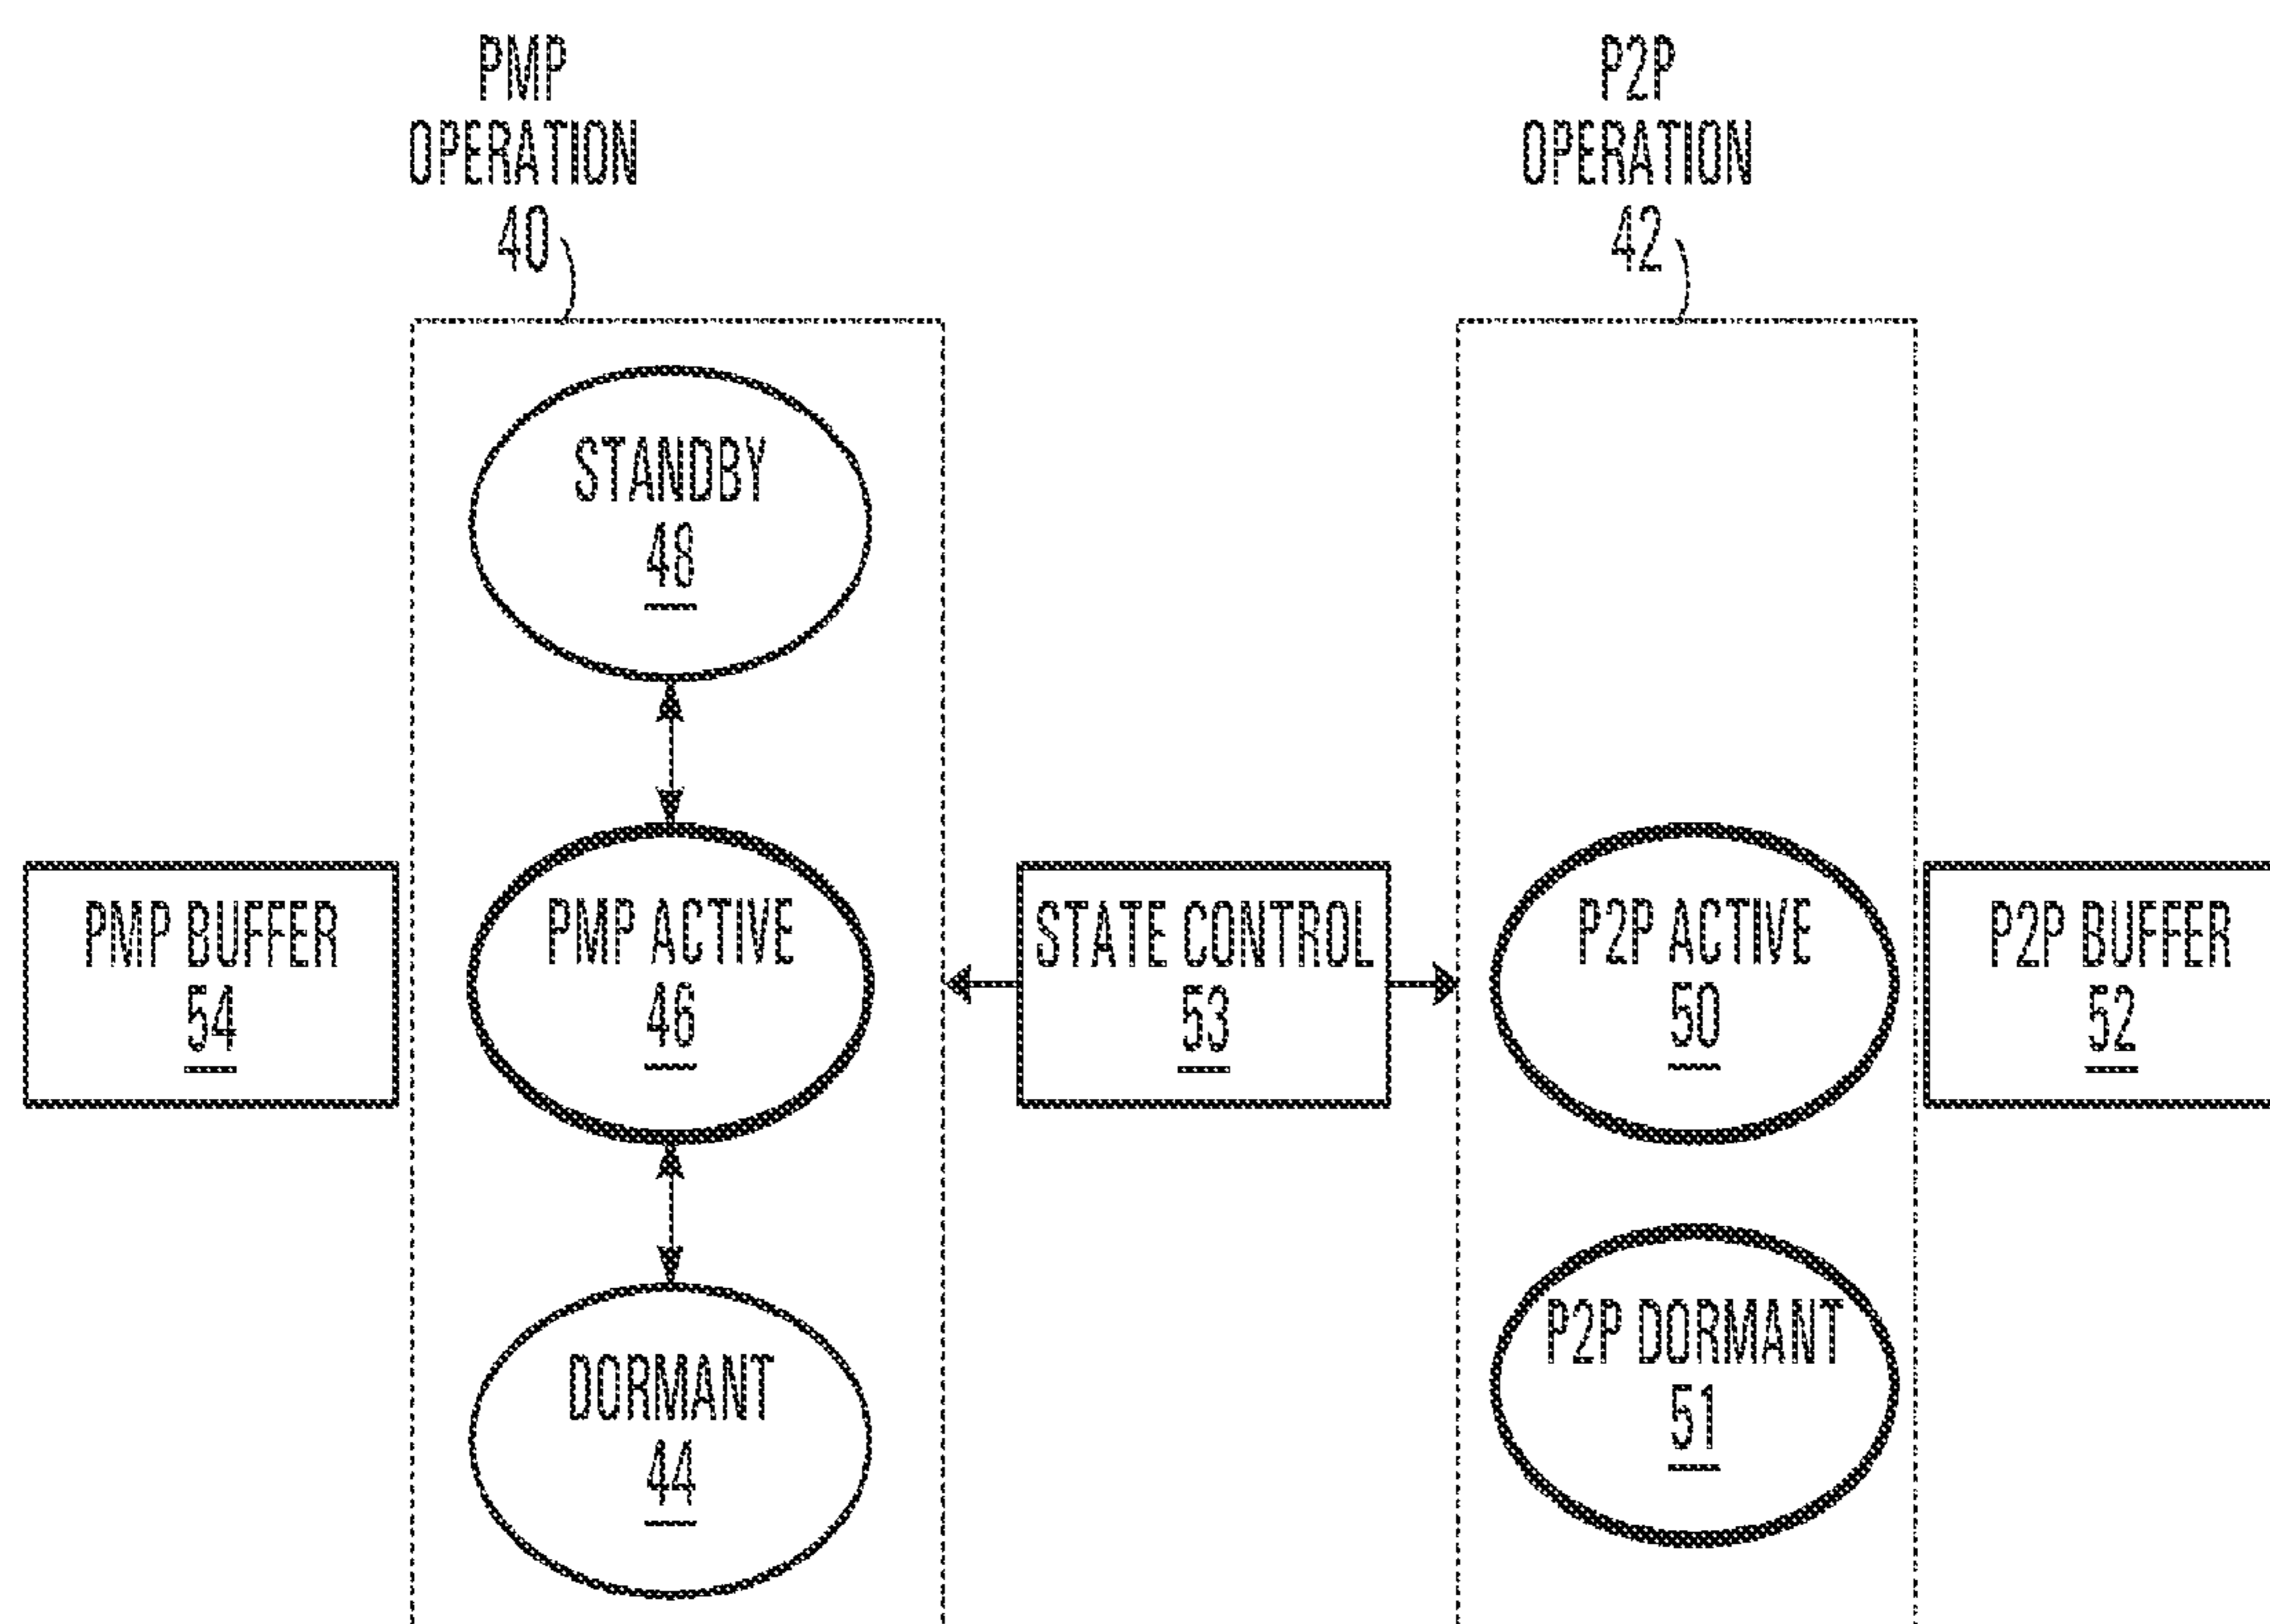 PMP
OPERATION
40
P2P
OPERATION
42
STANDBY
48
PMP BUFFER
54
PMP ACTIVE
46
STATE CONTROL
53
P2P ACTIVE
50
P2P BUFFER
52
DORMANT
44
P2P DORMANT
51